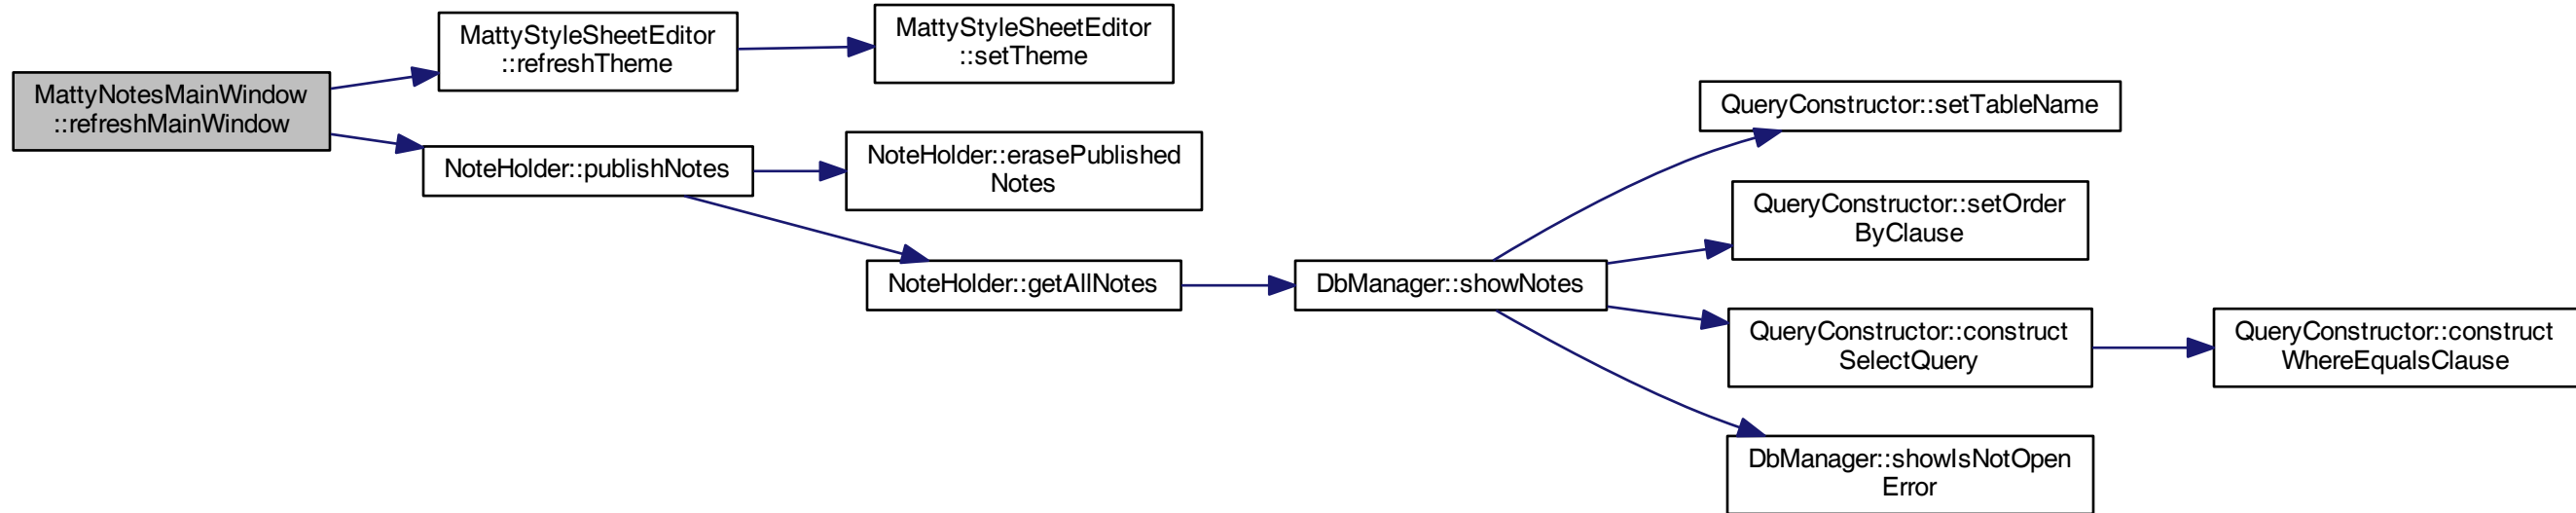 MattyNotesMainWindow
::refreshMainWindow
MattyStyleSheetEditor
::refreshTheme
MattyStyleSheetEditor
::setTheme
NoteHolder::publishNotes
NoteHolder::erasePublished
Notes
NoteHolder::getAllNotes
DbManager::showNotes
QueryConstructor::setTableName
QueryConstructor::setOrder
ByClause
QueryConstructor::construct
SelectQuery
QueryConstructor::construct
WhereEqualsClause
DbManager::showIsNotOpen
Error